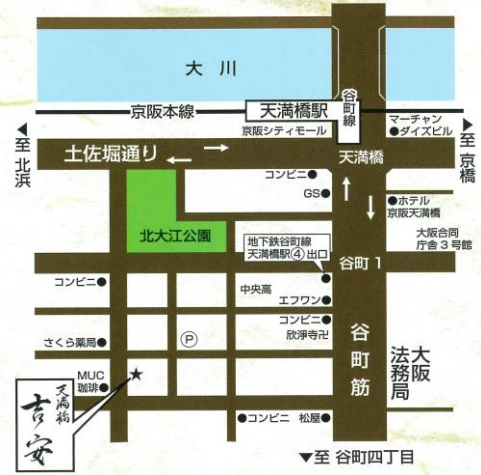 大川
京阪本線
天満橋駅
谷町線
京阪シティモール
マーチャン
ダイズビル
至 北浜
至 京橋
土佐堀通り
天満橋
コンビニ
GS
ホテル
京阪天満橋
大阪合同
庁舎3号館
北大江公園
地下鉄谷町線
天満橋駅④出口
谷町1
コンビニ
中央高
エフワン
コンビニ
欣浄寺卍
さくら薬局
P
谷町筋
大阪
法務局
MUC
珈琲
天満橋
吉安
コンビニ
松屋
▼至 谷町四丁目